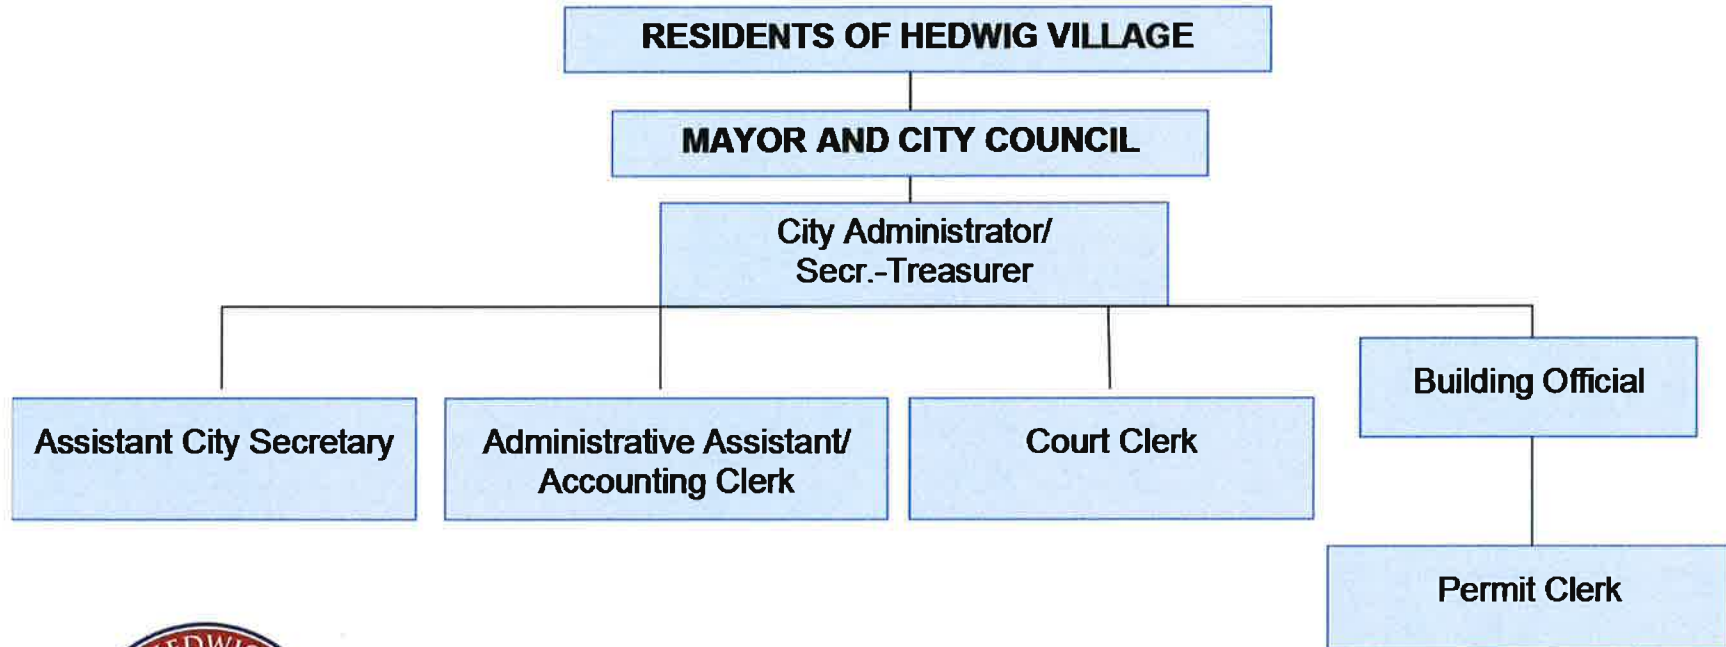 RESIDENTS OF HEDWIG VILLAGE
MAYOR AND CITY COUNCIL
City Administrator/
Secr.-Treasurer
Assistant City Secretary
Administrative Assistant/
Accounting Clerk
Court Clerk
Building Official
Permit Clerk
HEDWIG